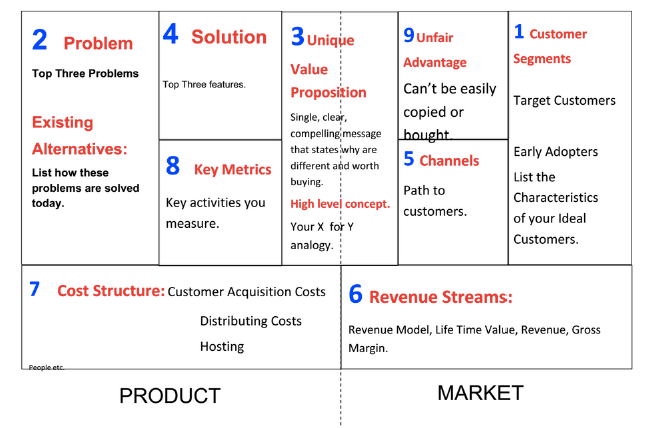 2 Problem
Top Three Problems
Existing
Alternatives:
List how these
problems are solved
today.
4 Solution
Top Three features.
8 Key Metrics
Key activities you
measure.
3 Unique
Value
Proposition
Single, clear,
compelling message
that states why are
different and worth
buying.
High level concept.
Your X for Y
analogy.
9 Unfair
Advantage
Can't be easily
copied or
bought.
5 Channels
Path to
customers.
1 Customer
Segments
Target Customers
Early Adopters
List the
Characteristics
of your Ideal
Customers.
7 Cost Structure: Customer Acquisition Costs
Distributing Costs
Hosting
People etc.
6 Revenue Streams:
Revenue Model, Life Time Value, Revenue, Gross
Margin.
PRODUCT
MARKET